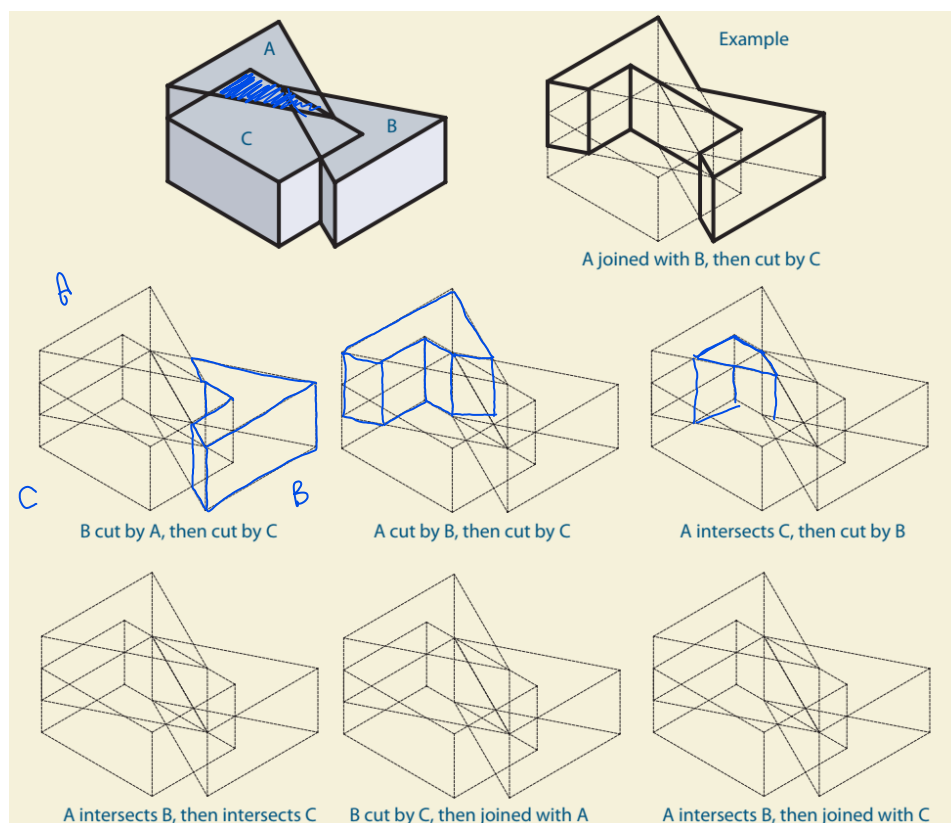 A
Example
B
C
A joined with B, then cut by C
A
C
B
B cut by A, then cut by C
A cut by B, then cut by C
A intersects C, then cut by B
A intersects B, then intersects C
B cut by C, then joined with A
A intersects B, then joined with C